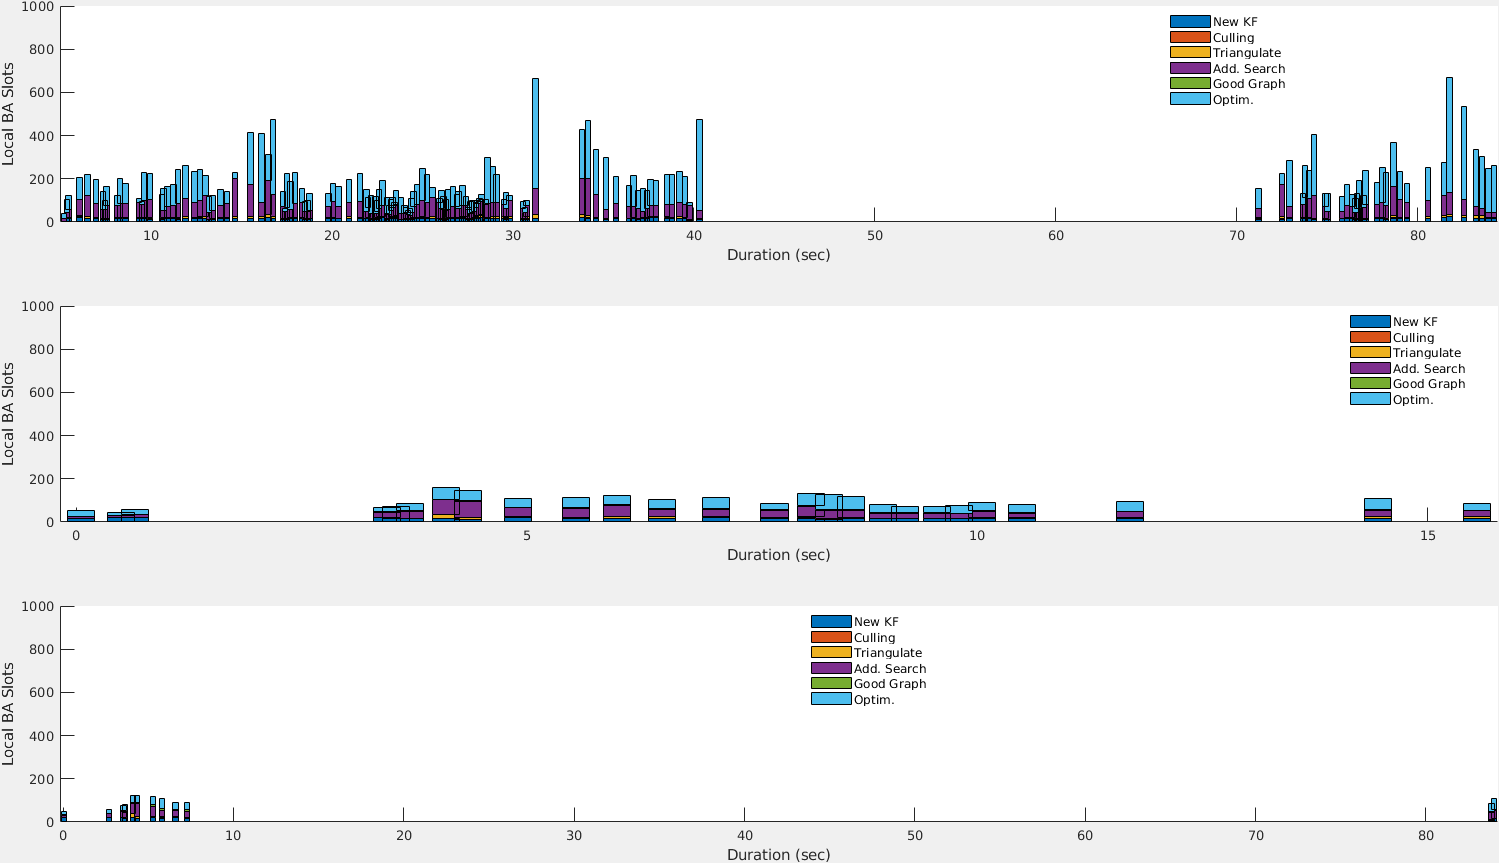 1000
800
600
400
200
0
Local BA Slots
New KF
Culling
Triangulate
Add. Search
Good Graph
Optim.
10 20 30 40 50 60 70 80
Duration (sec)
1000
800
600
400
200
0
Local BA Slots
New KF
Culling
Triangulate
Add. Search
Good Graph
Optim.
0 5 10 15
Duration (sec)
1000
800
600
400
200
0
Local BA Slots
New KF
Culling
Triangulate
Add. Search
Good Graph
Optim.
0 10 20 30 40 50 60 70 80
Duration (sec)